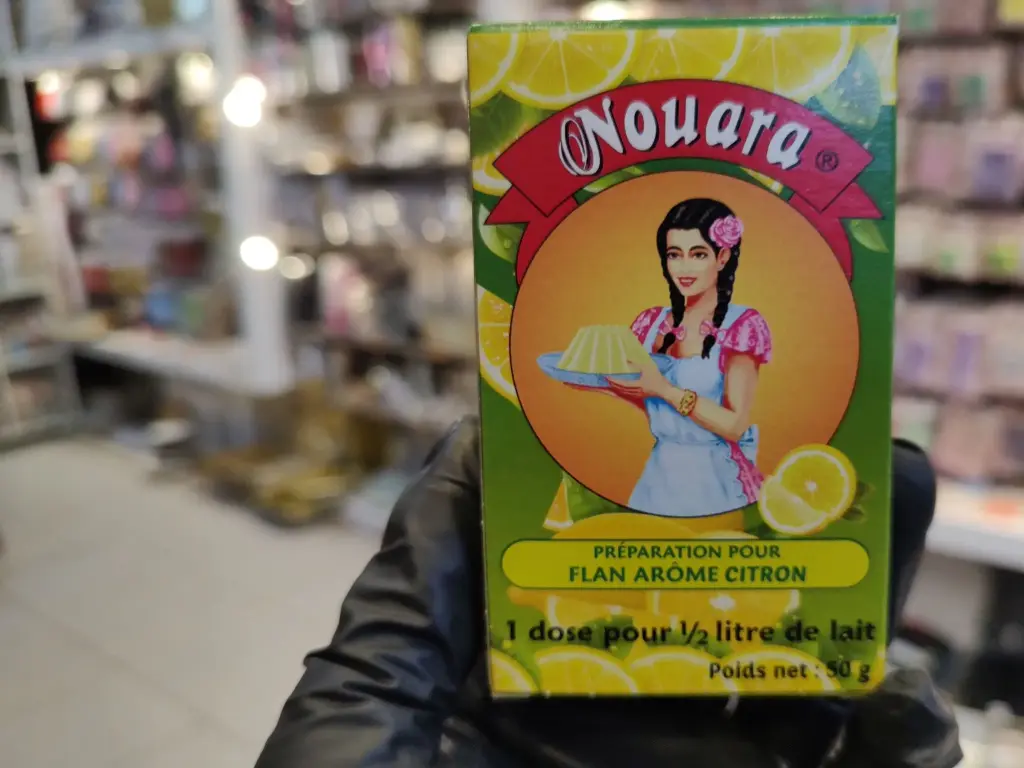 Nouara ®
PRÉPARATION POUR
FLAN ARÔME CITRON
1 dose pour ½ litre de lait
Poids net : 50 g